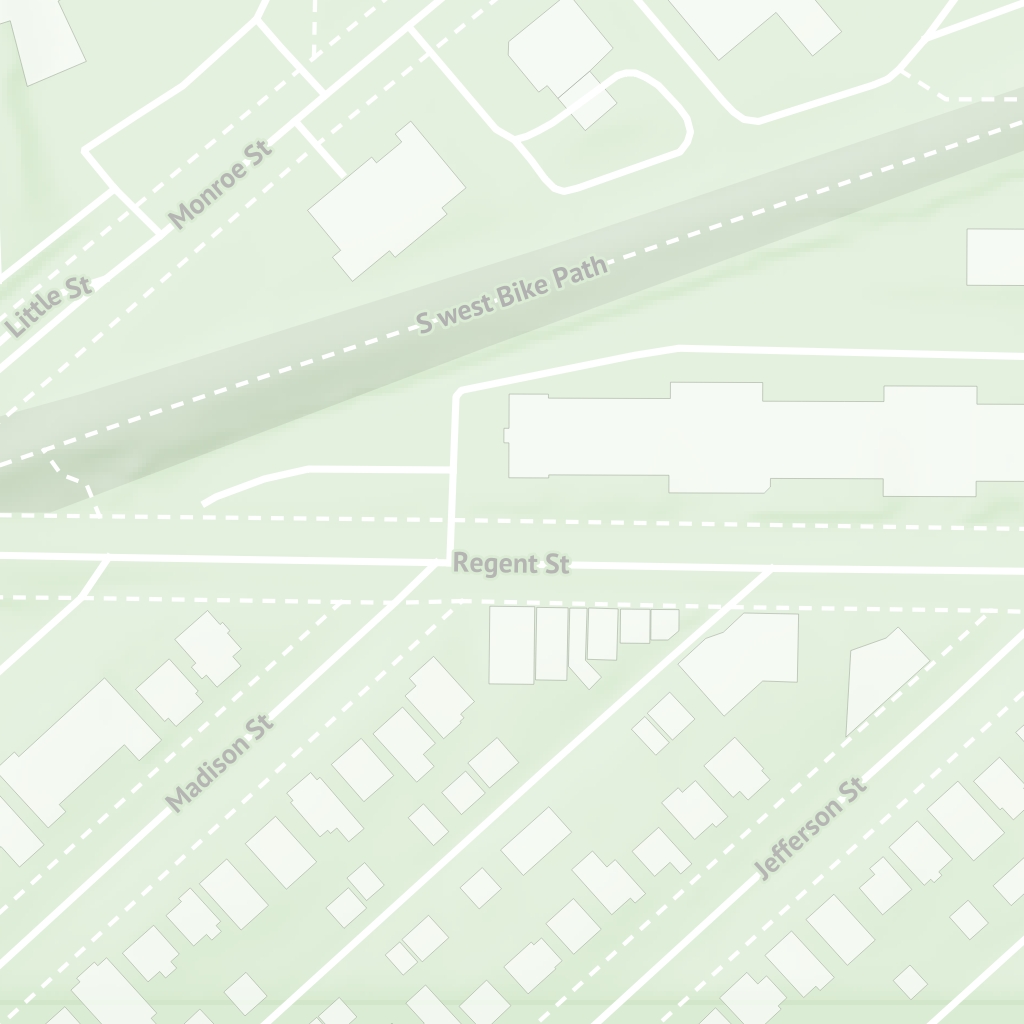 Monroe St
Little St
S west Bike Path
Regent St
Madison St
Jefferson St